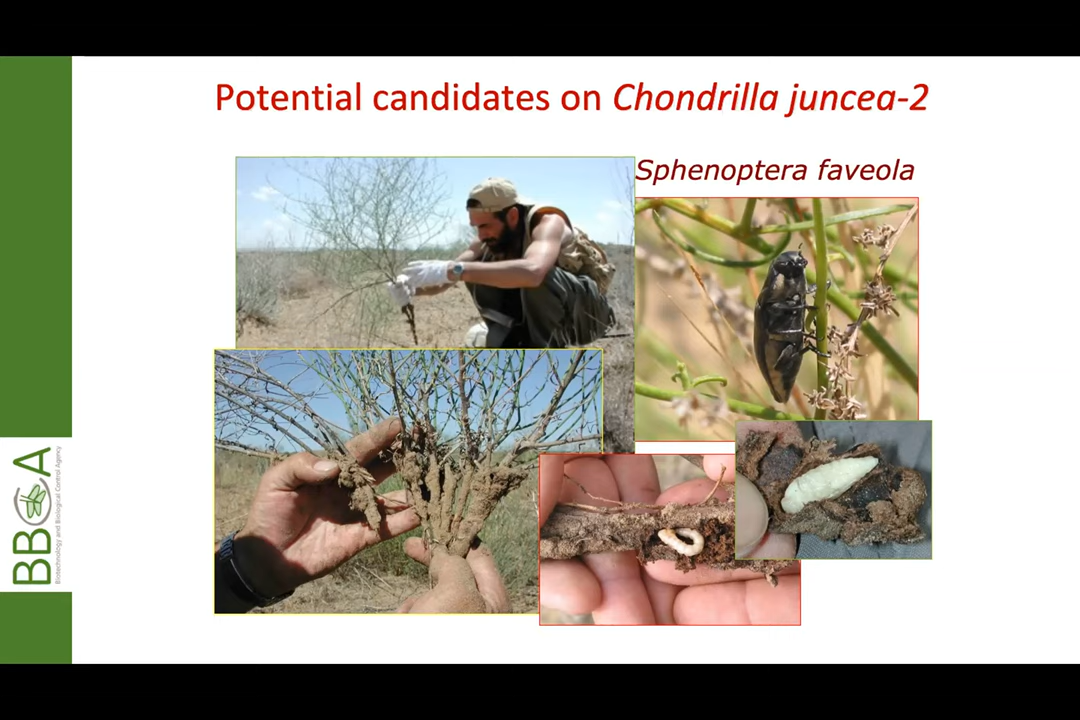 Potential candidates on Chondrilla juncea-2
Sphenoptera faveola
BBCA
Biotechnology and Biological Control Agency